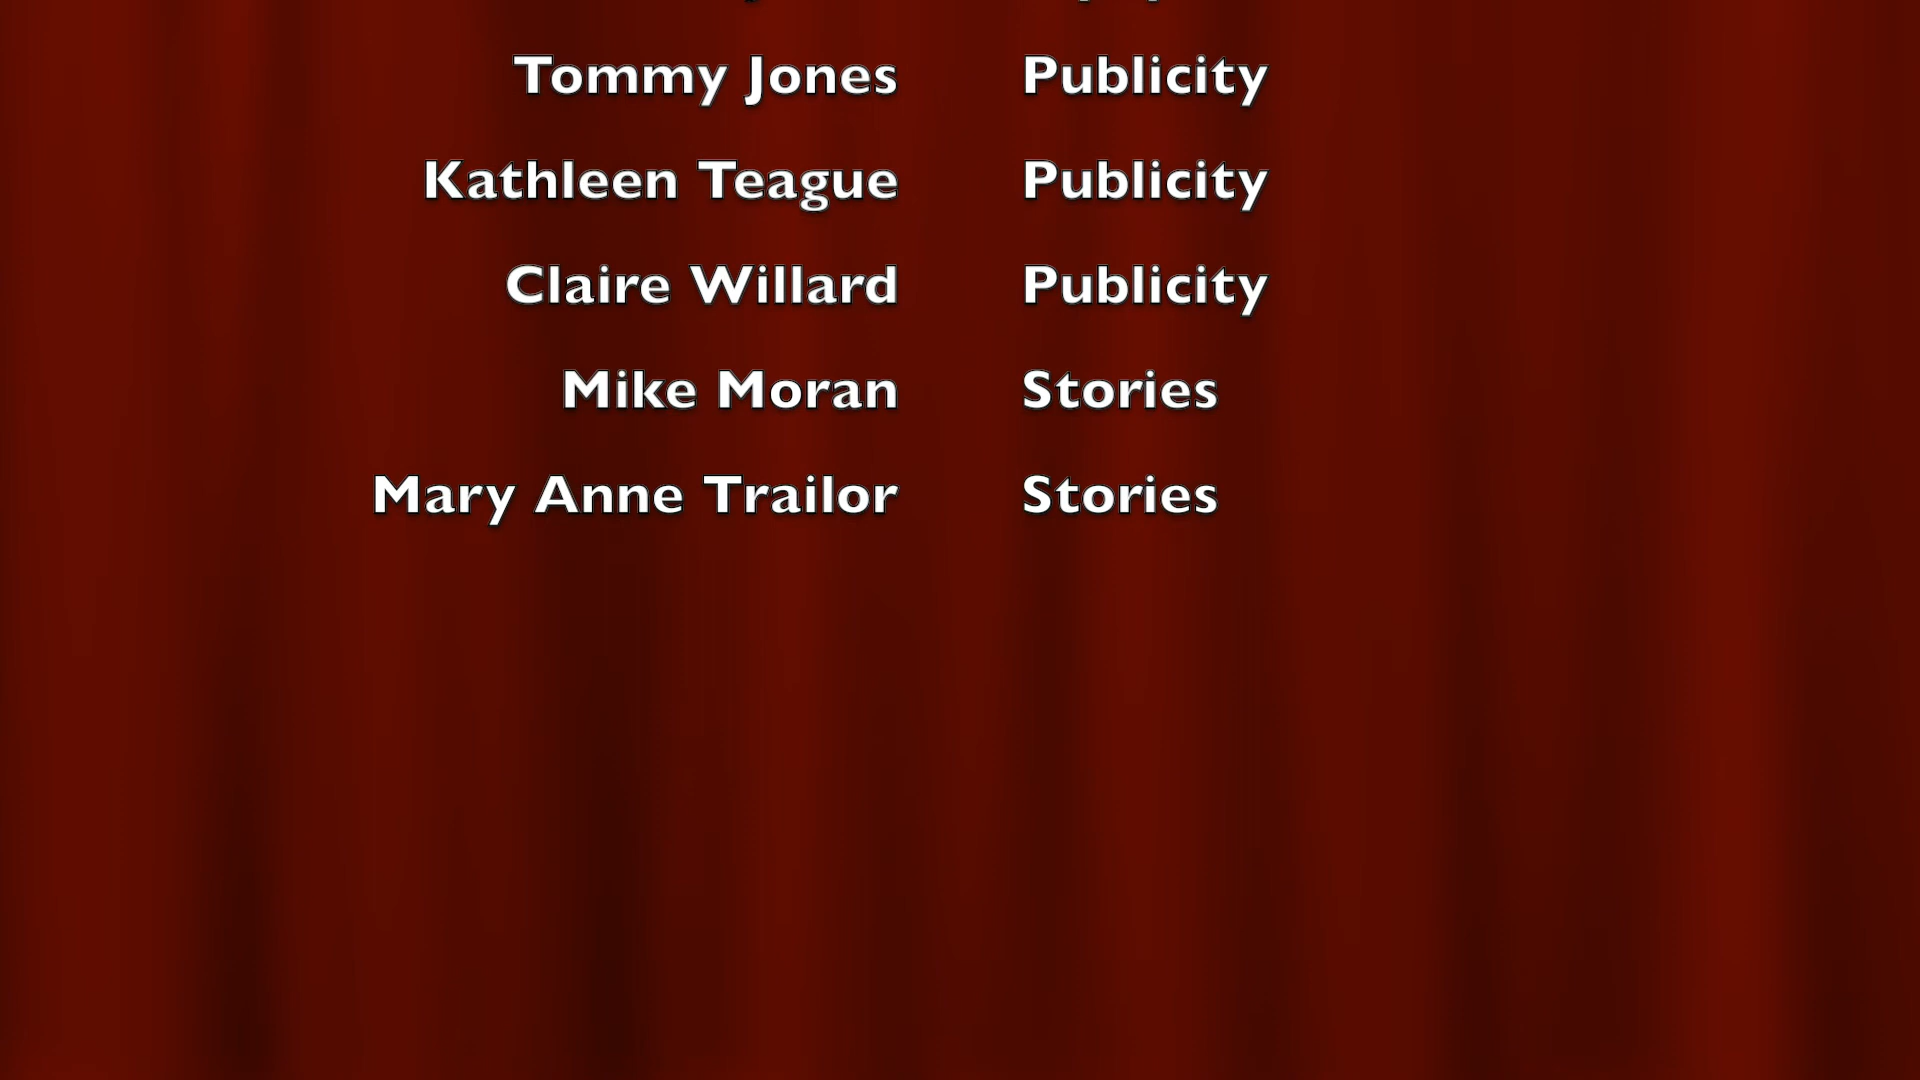 Tommy Jones Publicity
Kathleen Teague Publicity
Claire Willard Publicity
Mike Moran Stories
Mary Anne Trailor Stories